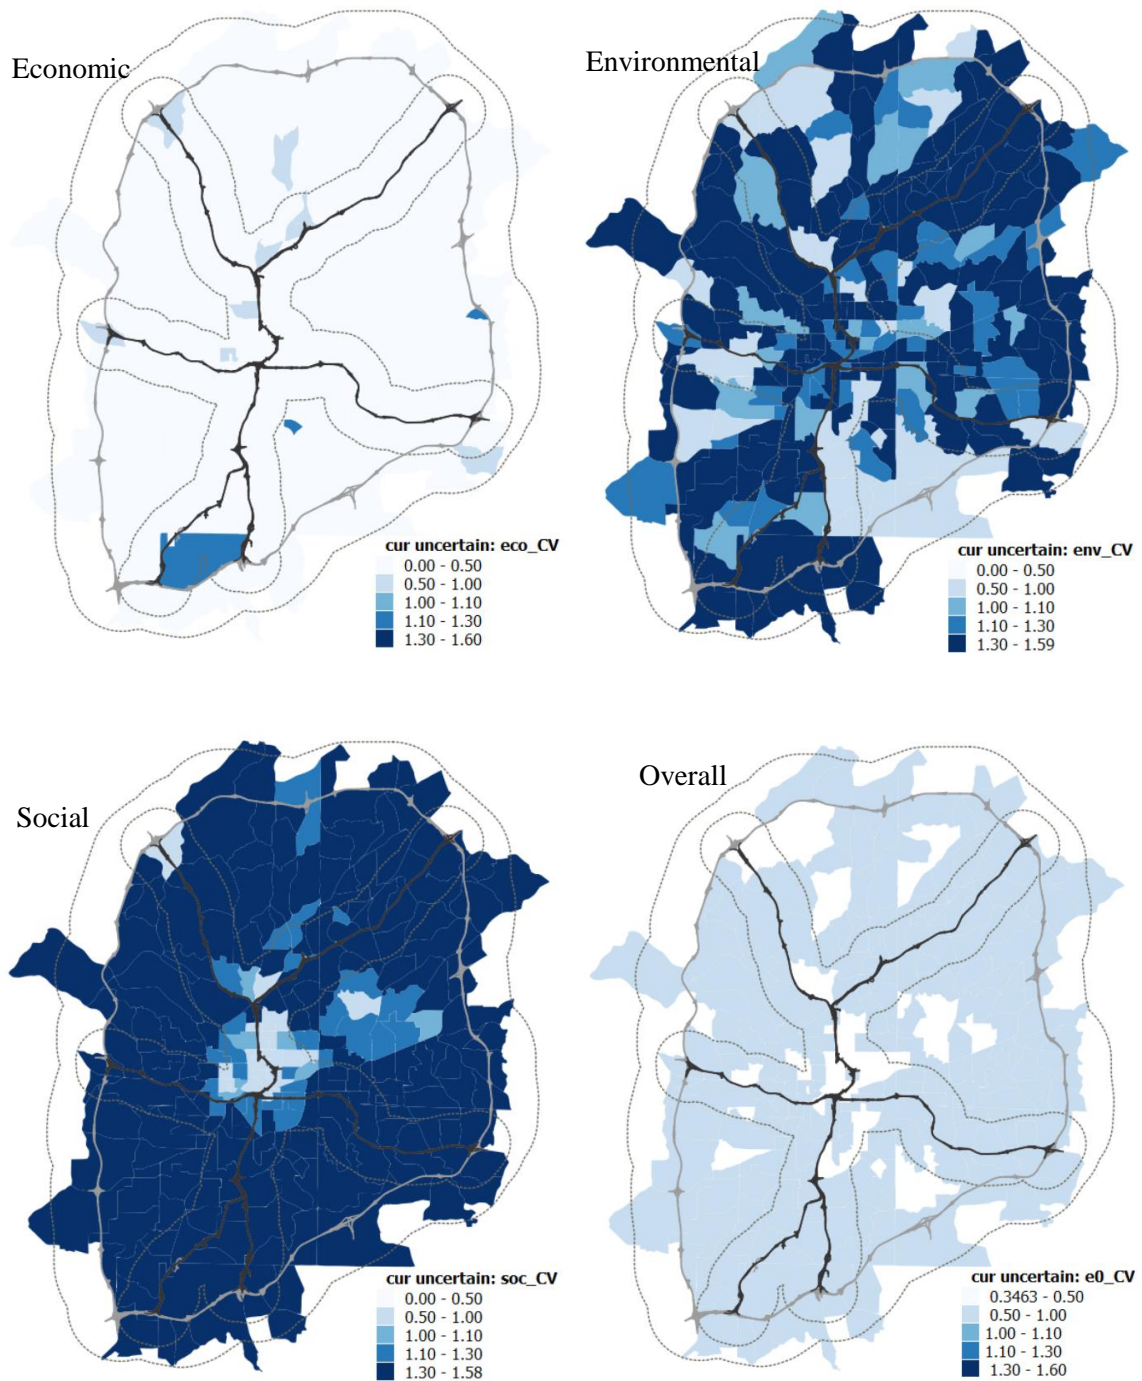 Economic
cur uncertain: eco_CV
0.00 - 0.50
0.50 - 1.00
1.00 - 1.10
1.10 - 1.30
1.30 - 1.60
Environmental
cur uncertain: env_CV
0.00 - 0.50
0.50 - 1.00
1.00 - 1.10
1.10 - 1.30
1.30 - 1.59
Social
cur uncertain: soc_CV
0.00 - 0.50
0.50 - 1.00
1.00 - 1.10
1.10 - 1.30
1.30 - 1.58
Overall
cur uncertain: e0_CV
0.3463 - 0.50
0.50 - 1.00
1.00 - 1.10
1.10 - 1.30
1.30 - 1.60